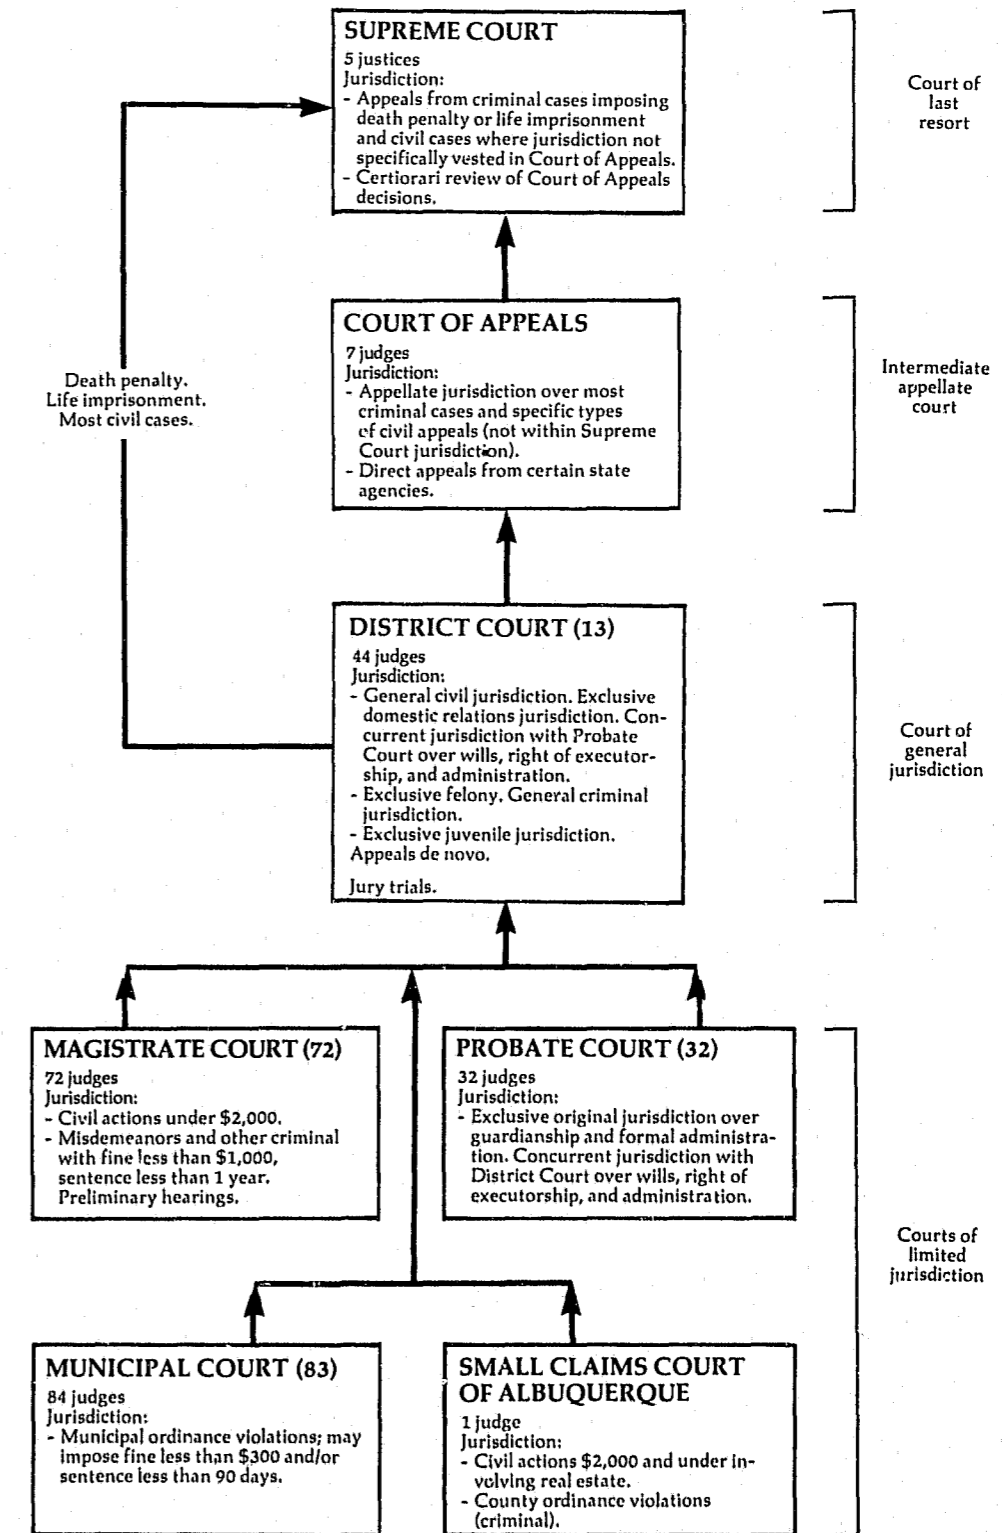 SUPREME COURT
5 justices
Jurisdiction:
- Appeals from criminal cases imposing
death penalty or life imprisonment
and civil cases where jurisdiction not
specifically vested in Court of Appeals.
- Certiorari review of Court of Appeals
decisions.
Court of
last
resort
COURT OF APPEALS
7 judges
Jurisdiction:
- Appellate jurisdiction over most
criminal cases and specific types
of civil appeals (not within Supreme
Court jurisdiction).
- Direct appeals from certain state
agencies.
Intermediate
appellate
court
Death penalty.
Life imprisonment.
Most civil cases.
DISTRICT COURT (13)
44 judges
Jurisdiction:
- General civil jurisdiction. Exclusive
domestic relations jurisdiction. Con-
current jurisdiction with Probate
Court over wills, right of executor-
ship, and administration.
- Exclusive felony. General criminal
jurisdiction.
- Exclusive juvenile jurisdiction.
Appeals de novo.
Jury trials.
Court of
general
jurisdiction
MAGISTRATE COURT (72)
72 judges
Jurisdiction:
- Civil actions under $2,000.
- Misdemeanors and other criminal
with fine less than $1,000,
sentence less than 1 year.
Preliminary hearings.
PROBATE COURT (32)
32 judges
Jurisdiction:
- Exclusive original jurisdiction over
guardianship and formal administra-
tion. Concurrent jurisdiction with
District Court over wills, right of
executorship, and administration.
Courts of
limited
jurisdiction
MUNICIPAL COURT (83)
84 judges
Jurisdiction:
- Municipal ordinance violations; may
impose fine less than $300 and/or
sentence less than 90 days.
SMALL CLAIMS COURT
OF ALBUQUERQUE
1 judge
Jurisdiction:
- Civil actions $2,000 and under in-
volving real estate.
- County ordinance violations
(criminal).